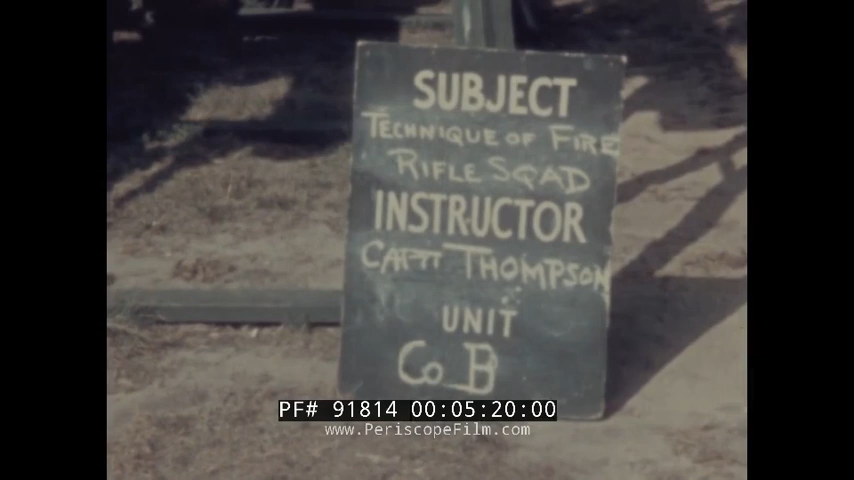 SUBJECT
TECHNIQUE OF FIRE
RIFLE SQAD
INSTRUCTOR
CAPT THOMPSON
UNIT
Co B
PF# 91814 00:05:20:00
www.PeriscopeFilm.com